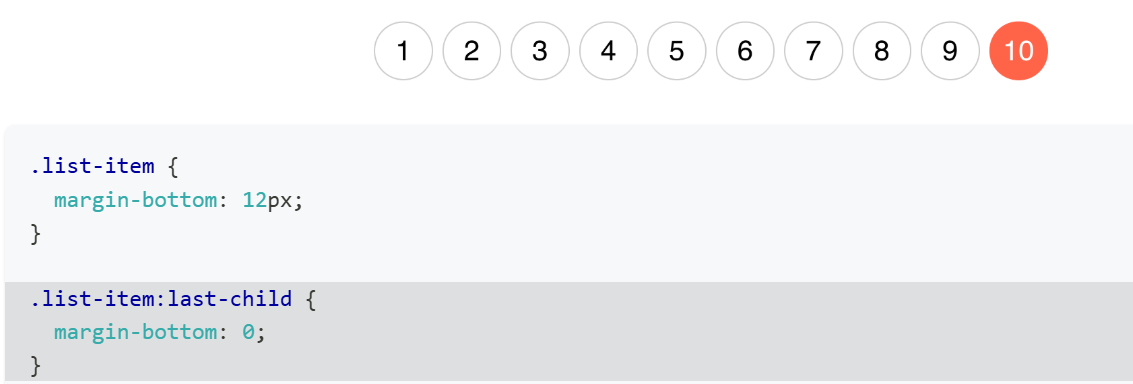 1 2 3 4 5 6 7 8 9 10
.list-item {
  margin-bottom: 12px;
}
.list-item:last-child {
  margin-bottom: 0;
}